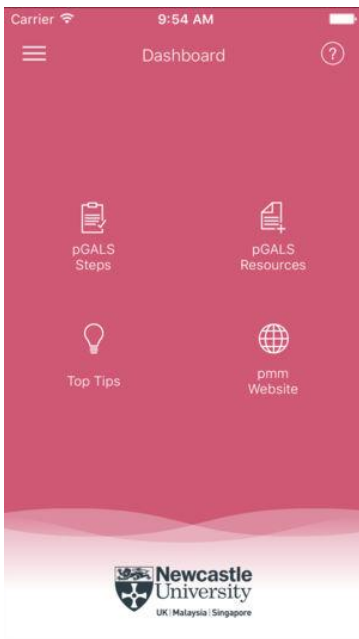 Carrier 9:54 AM
Dashboard ?
pGALS
Steps
pGALS
Resources
Top Tips
pmm
Website
Newcastle
University
UK | Malaysia | Singapore